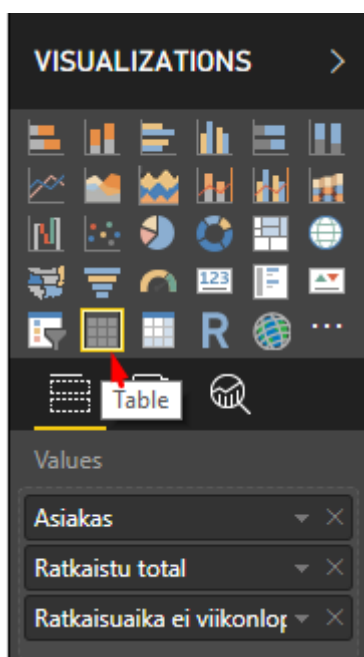 VISUALIZATIONS
123
R
Table
Values
Asiakas
Ratkaistu total
Ratkaisuaika ei viikonlop